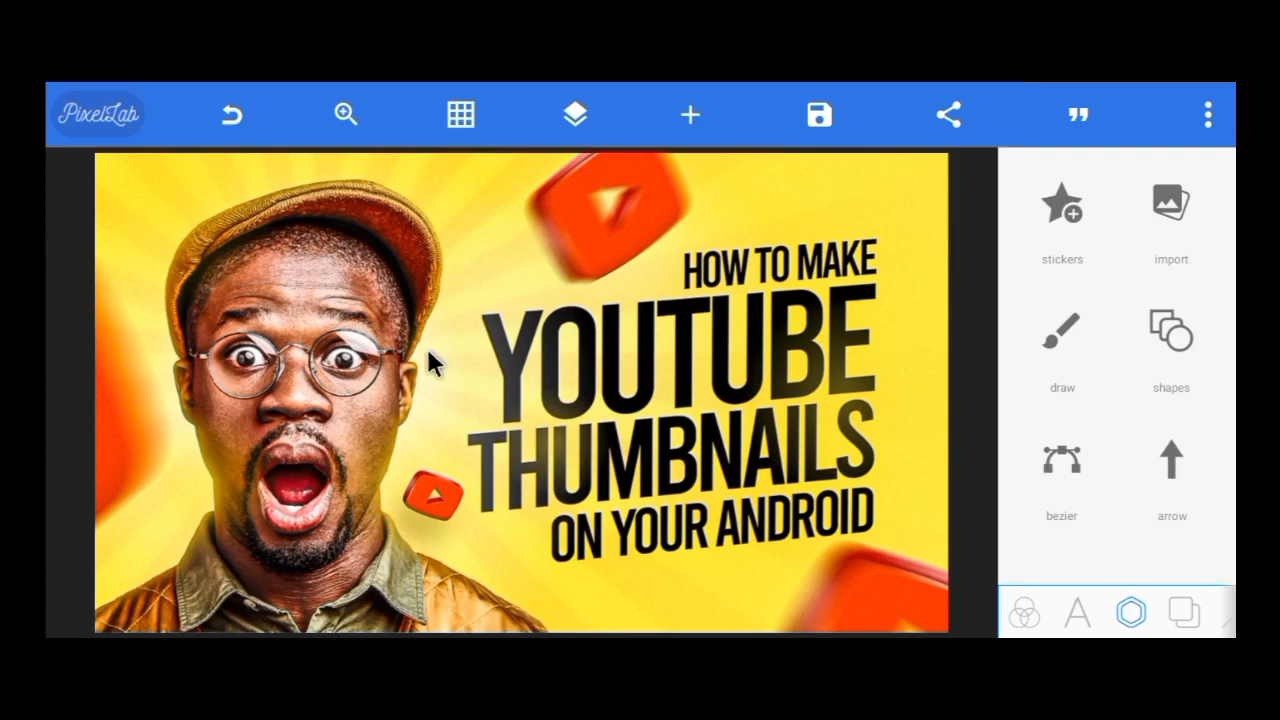 PixelLab
HOW TO MAKE
YOUTUBE
THUMBNAILS
ON YOUR ANDROID
stickers
import
draw
shapes
bezier
arrow